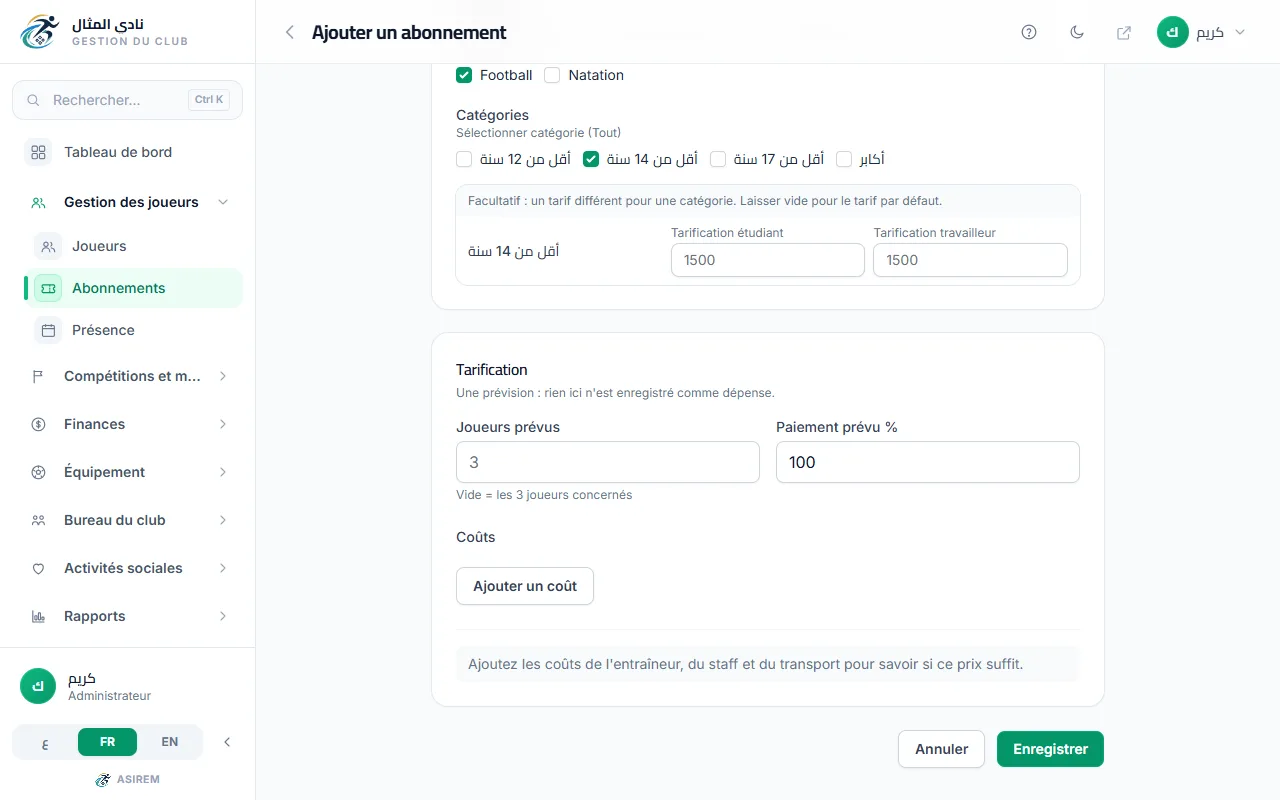 نادي المثال
GESTION DU CLUB
Rechercher...
Ctrl K
Tableau de bord
Gestion des joueurs
Joueurs
Abonnements
Présence
Compétitions et m...
Finances
Équipement
Bureau du club
Activités sociales
Rapports
كريم
Administrateur
ع
FR
EN
ASIREM
Ajouter un abonnement
ك
كريم
Football
Natation
Catégories
Sélectionner catégorie (Tout)
أقل من 12 سنة
أقل من 14 سنة
أقل من 17 سنة
أكابر
Facultatif : un tarif différent pour une catégorie. Laisser vide pour le tarif par défaut.
أقل من 14 سنة
Tarification étudiant
1500
Tarification travailleur
1500
Tarification
Une prévision : rien ici n'est enregistré comme dépense.
Joueurs prévus
3
Vide = les 3 joueurs concernés
Paiement prévu %
100
Coûts
Ajouter un coût
Ajoutez les coûts de l'entraîneur, du staff et du transport pour savoir si ce prix suffit.
Annuler
Enregistrer